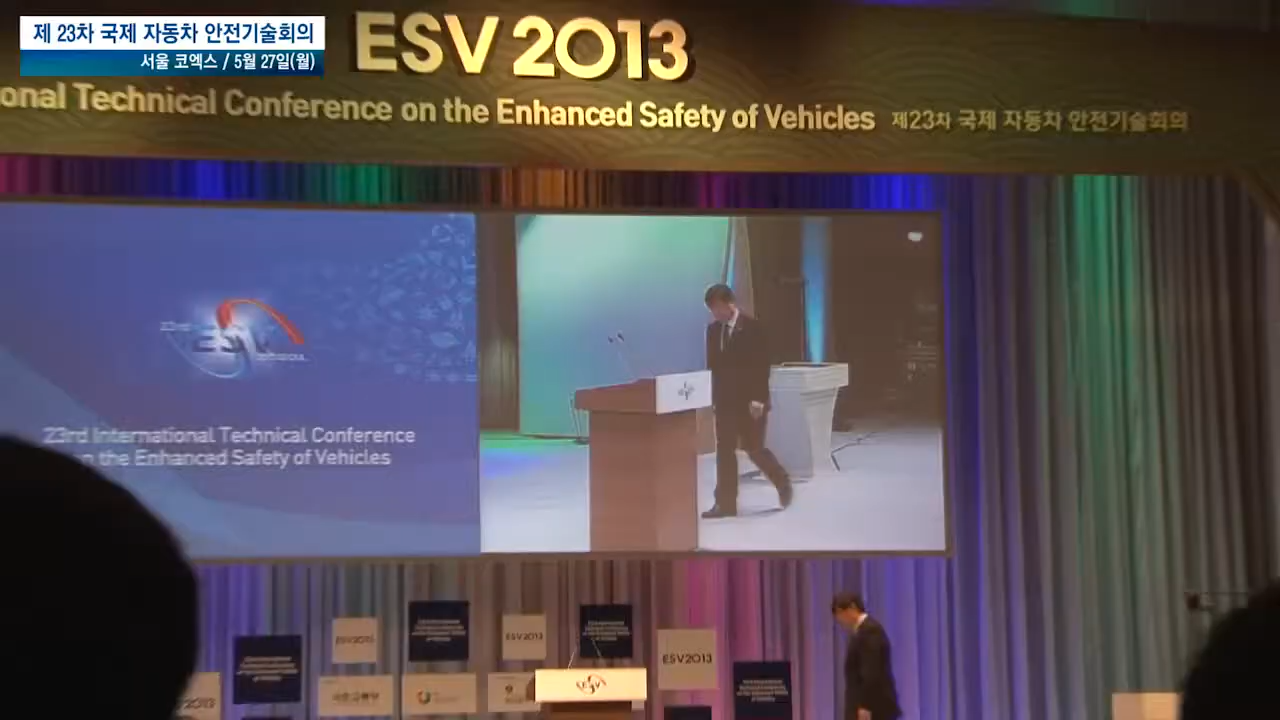 제 23차 국제 자동차 안전기술회의
서울 코엑스 / 5월 27일(월)
ESV 2013
onal Technical Conference on the Enhanced Safety of Vehicles 제23차 국제 자동차 안전기술회의
23rd International Technical Conference
n the Enhanced Safety of Vehicles
ESV2013
ESV2013
ESV2013
2013
ESV